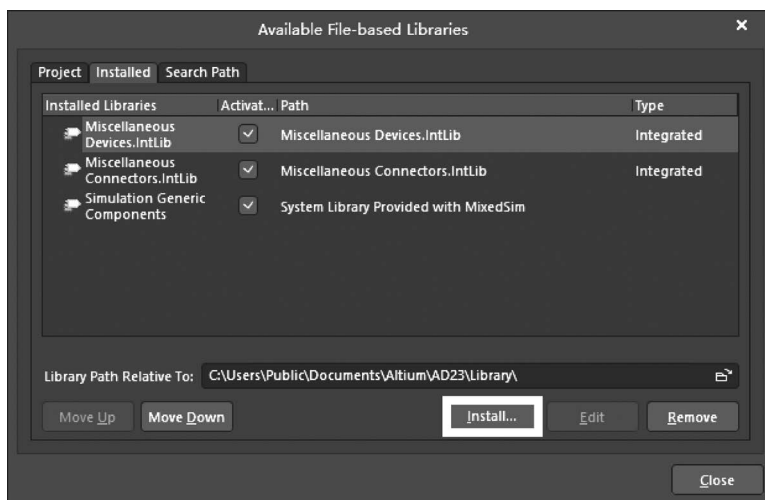 Available File-based Libraries
Project Installed Search Path
Installed Libraries Activat... Path Type
Miscellaneous
Devices.IntLib Miscellaneous Devices.IntLib Integrated
Miscellaneous
Connectors.IntLib Miscellaneous Connectors.IntLib Integrated
Simulation Generic
Components System Library Provided with MixedSim
Library Path Relative To: C:\Users\Public\Documents\Altium\AD23\Library\
Move Up Move Down Install... Edit Remove
Close